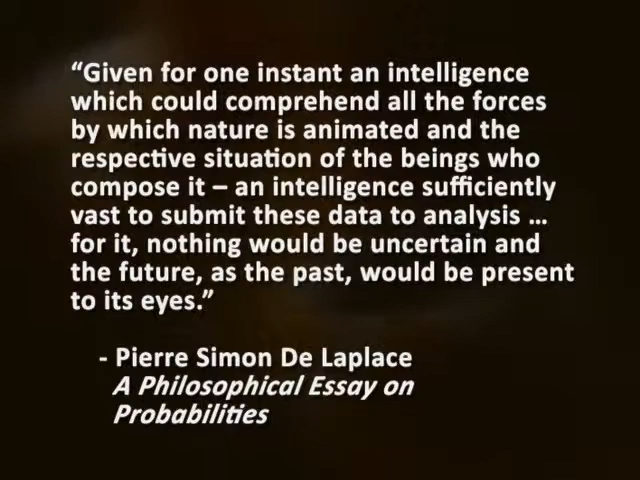 “Given for one instant an intelligence
which could comprehend all the forces
by which nature is animated and the
respective situation of the beings who
compose it – an intelligence sufficiently
vast to submit these data to analysis ...
for it, nothing would be uncertain and
the future, as the past, would be present
to its eyes.”
- Pierre Simon De Laplace
A Philosophical Essay on
Probabilities